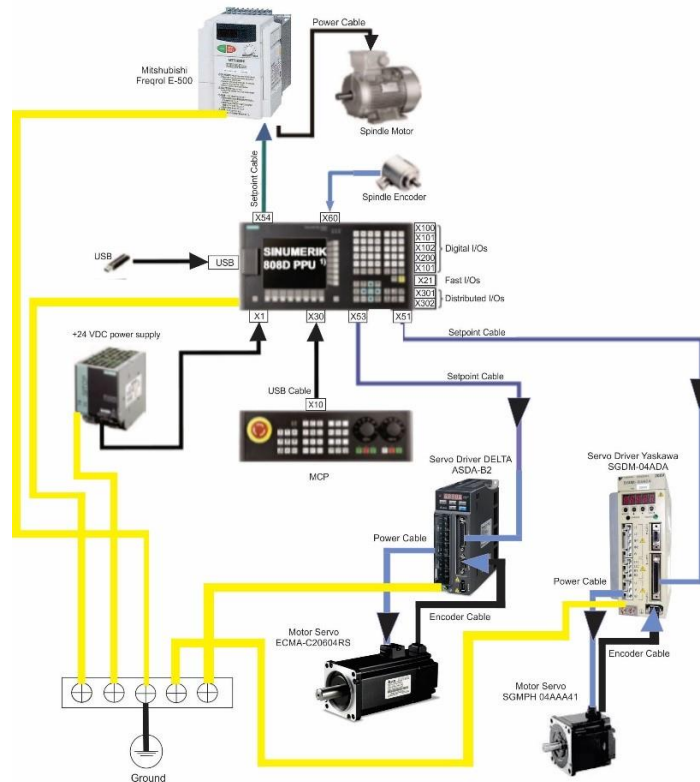 Power Cable
Mitshubishi
Freqrol E-500
Spindle Motor
Setpoint Cable
Spindle Encoder
X54
X60
X100
X101
X102
X200
X101
Digital I/Os
USB
USB
SINUMERIK
808D PPU 1)
X21
Fast I/Os
X301
X302
Distributed I/Os
X1
X30
X53
X51
+24 VDC power supply
Setpoint Cable
USB Cable
Setpoint Cable
X10
MCP
Servo Driver DELTA
ASDA-B2
Servo Driver Yaskawa
SGDM-04ADA
Power Cable
Power Cable
Encoder Cable
Motor Servo
ECMA-C20604RS
Encoder Cable
Motor Servo
SGMPH 04AAA41
Ground